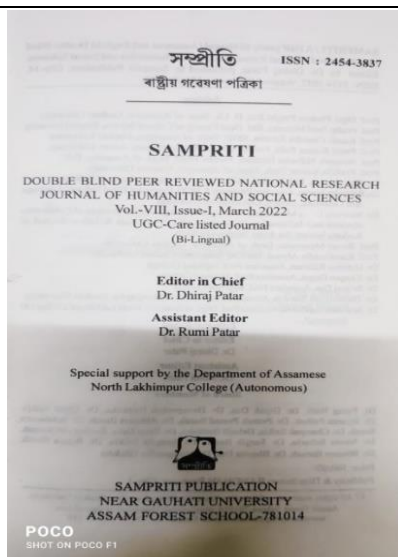 সম্প্রীতি
ISSN : 2454-3837
ৰাষ্ট্ৰীয় গৱেষণা পত্ৰিকা
SAMPRITI
DOUBLE BLIND PEER REVIEWED NATIONAL RESEARCH
JOURNAL OF HUMANITIES AND SOCIAL SCIENCES
Vol.-VIII, Issue-I, March 2022
UGC-Care listed Journal
(Bi-Lingual)
Editor in Chief
Dr. Dhiraj Patar
Assistant Editor
Dr. Rumi Patar
Special support by the Department of Assamese
North Lakhimpur College (Autonomous)
সম্প্রীতি
SAMPRITI PUBLICATION
NEAR GAUHATI UNIVERSITY
ASSAM FOREST SCHOOL-781014
POCO
SHOT ON POCO F1